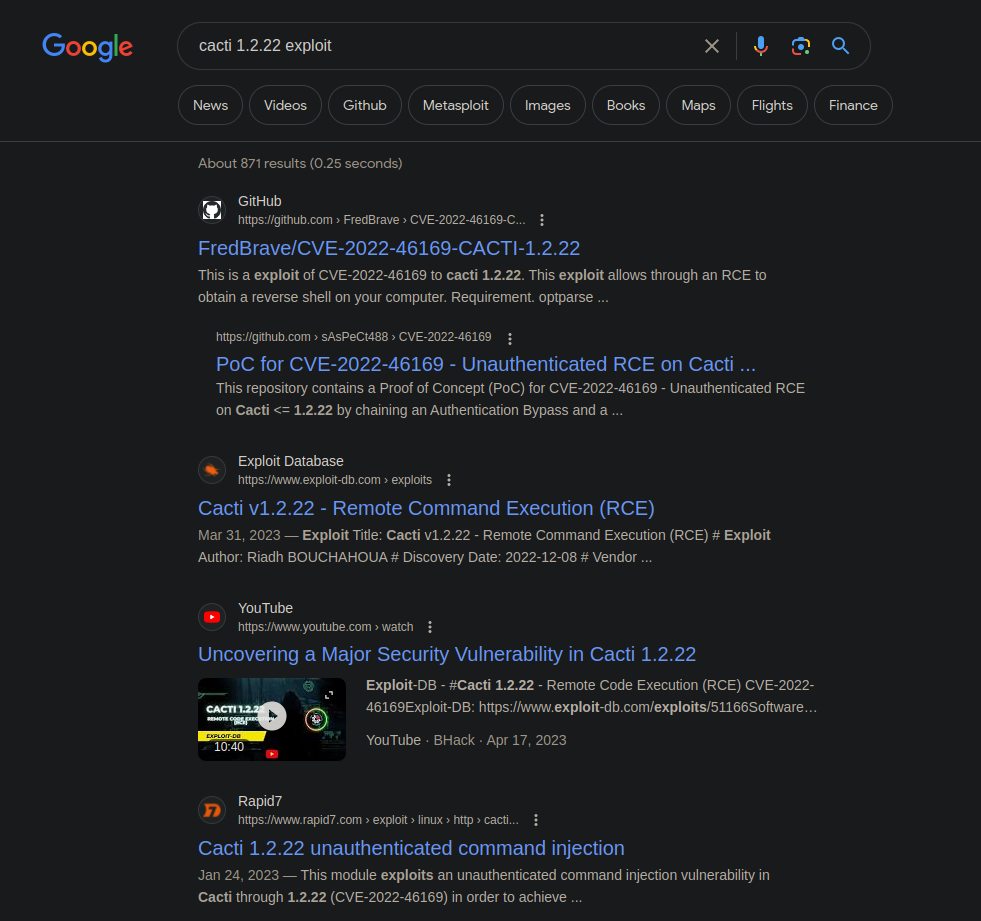 Google
cacti 1.2.22 exploit
News Videos Github Metasploit Images Books Maps Flights Finance
About 871 results (0.25 seconds)
GitHub
https://github.com › FredBrave › CVE-2022-46169-C...
FredBrave/CVE-2022-46169-CACTI-1.2.22
This is a exploit of CVE-2022-46169 to cacti 1.2.22. This exploit allows through an RCE to
obtain a reverse shell on your computer. Requirement. optparse ...
https://github.com › sAsPeCt488 › CVE-2022-46169
PoC for CVE-2022-46169 - Unauthenticated RCE on Cacti ...
This repository contains a Proof of Concept (PoC) for CVE-2022-46169 - Unauthenticated RCE
on Cacti <= 1.2.22 by chaining an Authentication Bypass and a ...
Exploit Database
https://www.exploit-db.com › exploits
Cacti v1.2.22 - Remote Command Execution (RCE)
Mar 31, 2023 — Exploit Title: Cacti v1.2.22 - Remote Command Execution (RCE) # Exploit
Author: Riadh BOUCHAHOUA # Discovery Date: 2022-12-08 # Vendor ...
YouTube
https://www.youtube.com › watch
Uncovering a Major Security Vulnerability in Cacti 1.2.22
CACTI 1.2.22
REMOTE CODE EXECUTION
(RCE)
EXPLOIT-DB
10:40
Exploit-DB - #Cacti 1.2.22 - Remote Code Execution (RCE) CVE-2022-
46169Exploit-DB: https://www.exploit-db.com/exploits/51166Software…
YouTube · BHack · Apr 17, 2023
Rapid7
https://www.rapid7.com › exploit › linux › http › cacti...
Cacti 1.2.22 unauthenticated command injection
Jan 24, 2023 — This module exploits an unauthenticated command injection vulnerability in
Cacti through 1.2.22 (CVE-2022-46169) in order to achieve ...